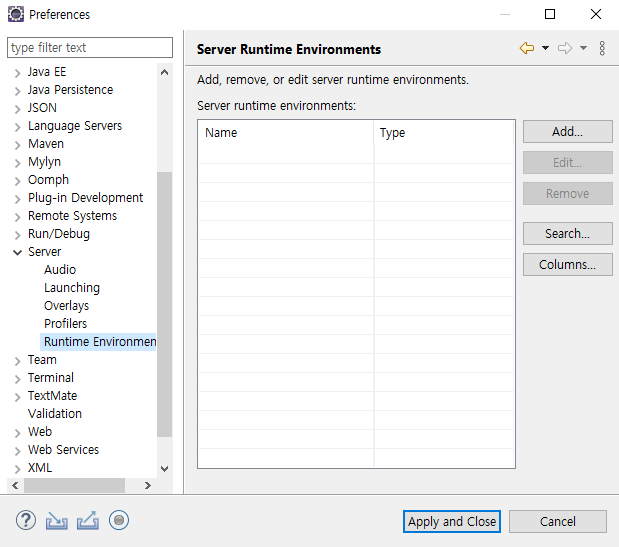 Preferences
type filter text
Java EE
Java Persistence
JSON
Language Servers
Maven
Mylyn
Oomph
Plug-in Development
Remote Systems
Run/Debug
Server
Audio
Launching
Overlays
Profilers
Runtime Environmen
Team
Terminal
TextMate
Validation
Web
Web Services
XML
Server Runtime Environments
Add, remove, or edit server runtime environments.
Server runtime environments:
Name Type
Add...
Edit...
Remove
Search...
Columns...
?
Apply and Close Cancel